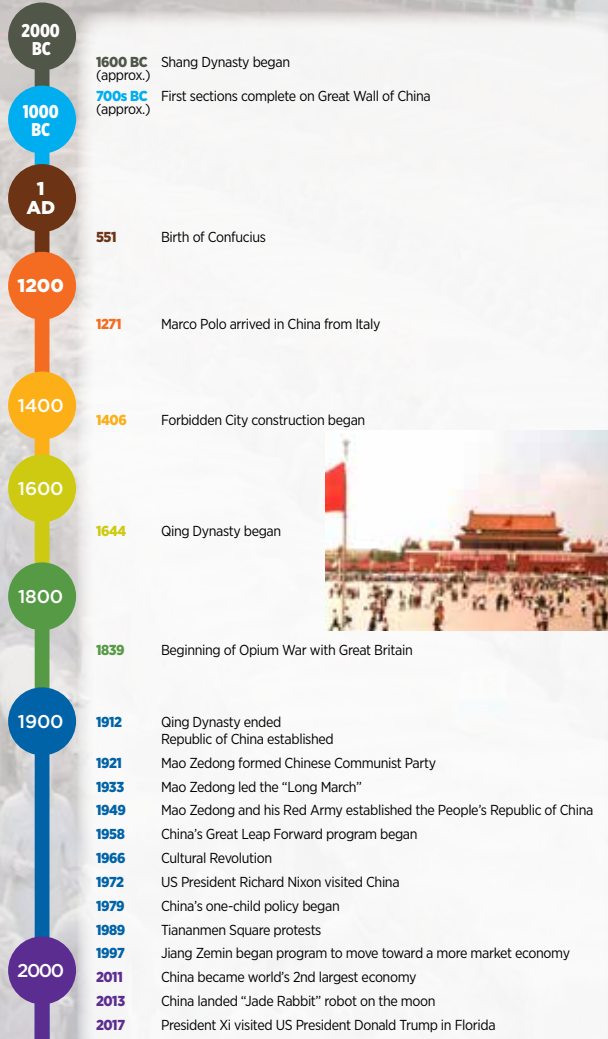 2000
BC
1600 BC Shang Dynasty began
(approx.)
700s BC First sections complete on Great Wall of China
(approx.)
1000
BC
1
AD
551 Birth of Confucius
1200
1271 Marco Polo arrived in China from Italy
1400
1406 Forbidden City construction began
1600
1644 Qing Dynasty began
1800
1839 Beginning of Opium War with Great Britain
1900
1912 Qing Dynasty ended
Republic of China established
1921 Mao Zedong formed Chinese Communist Party
1933 Mao Zedong led the “Long March”
1949 Mao Zedong and his Red Army established the People’s Republic of China
1958 China’s Great Leap Forward program began
1966 Cultural Revolution
1972 US President Richard Nixon visited China
1979 China’s one-child policy began
1989 Tiananmen Square protests
1997 Jiang Zemin began program to move toward a more market economy
2000
2011 China became world’s 2nd largest economy
2013 China landed “Jade Rabbit” robot on the moon
2017 President Xi visited US President Donald Trump in Florida